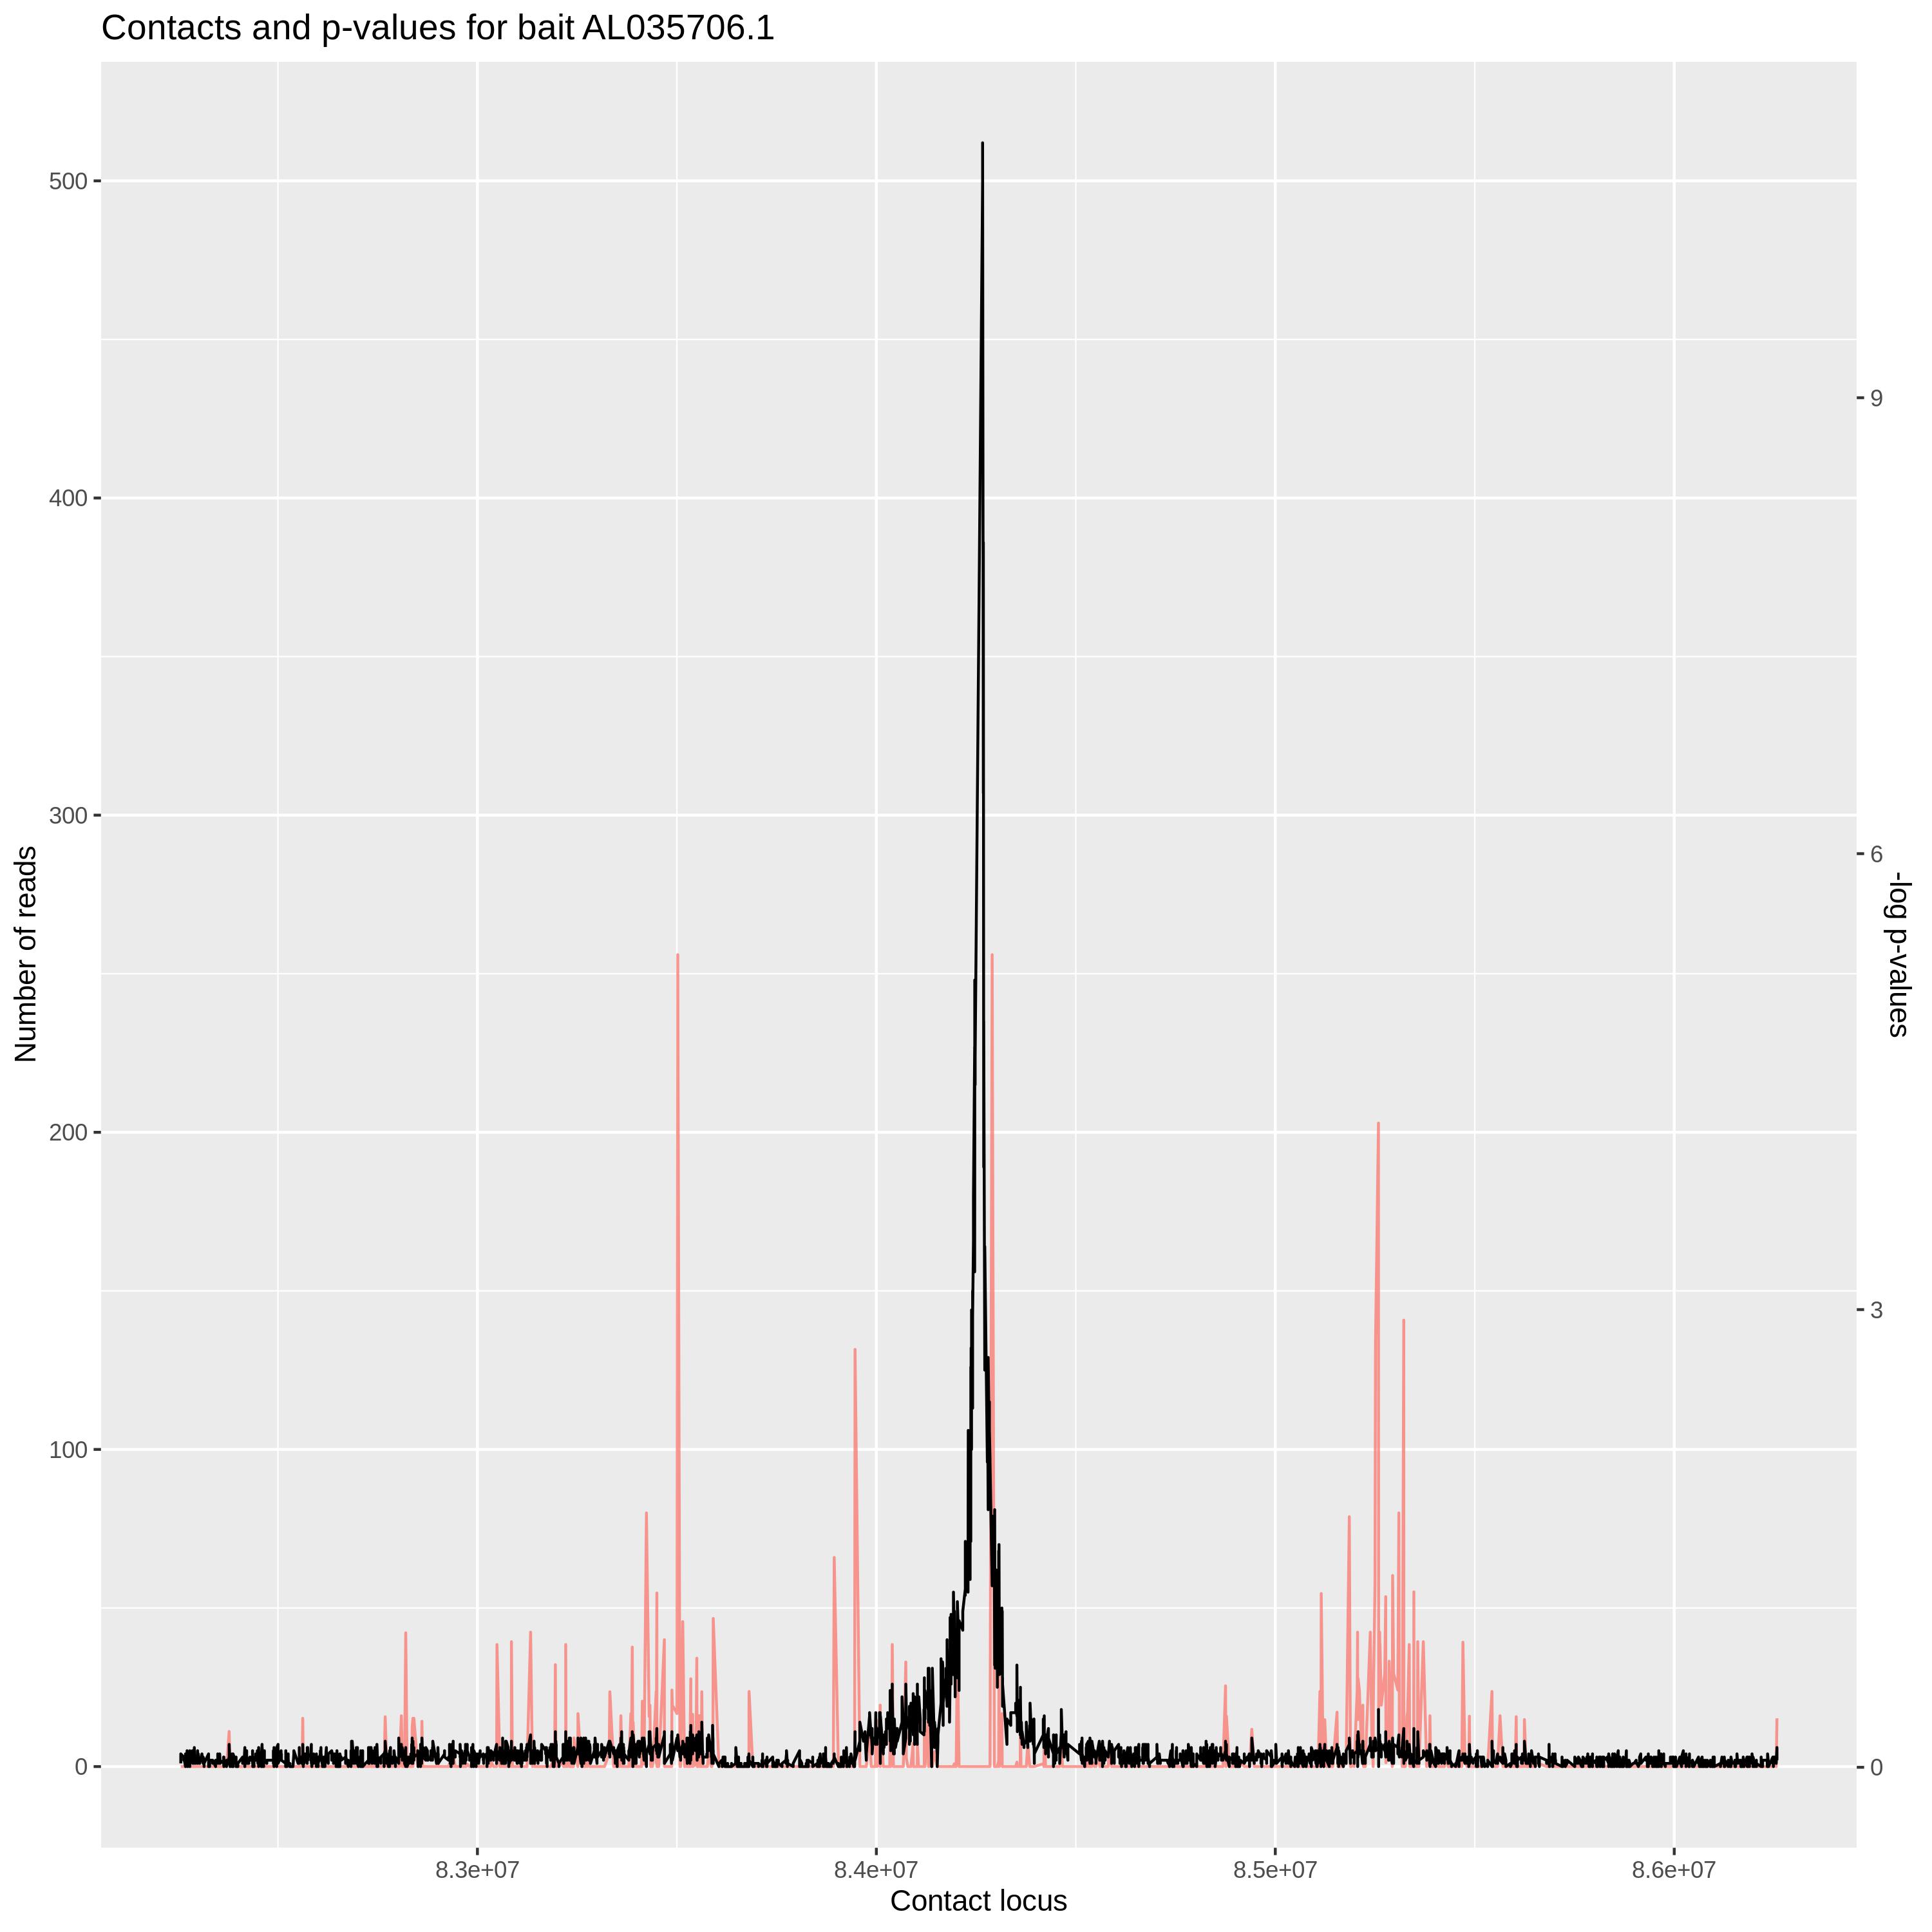 Contacts and p-values for bait AL035706.1
500
400
300
200
100
0
Number of reads
9
6
3
0
-log p-values
8.3e+07
8.4e+07
8.5e+07
8.6e+07
Contact locus